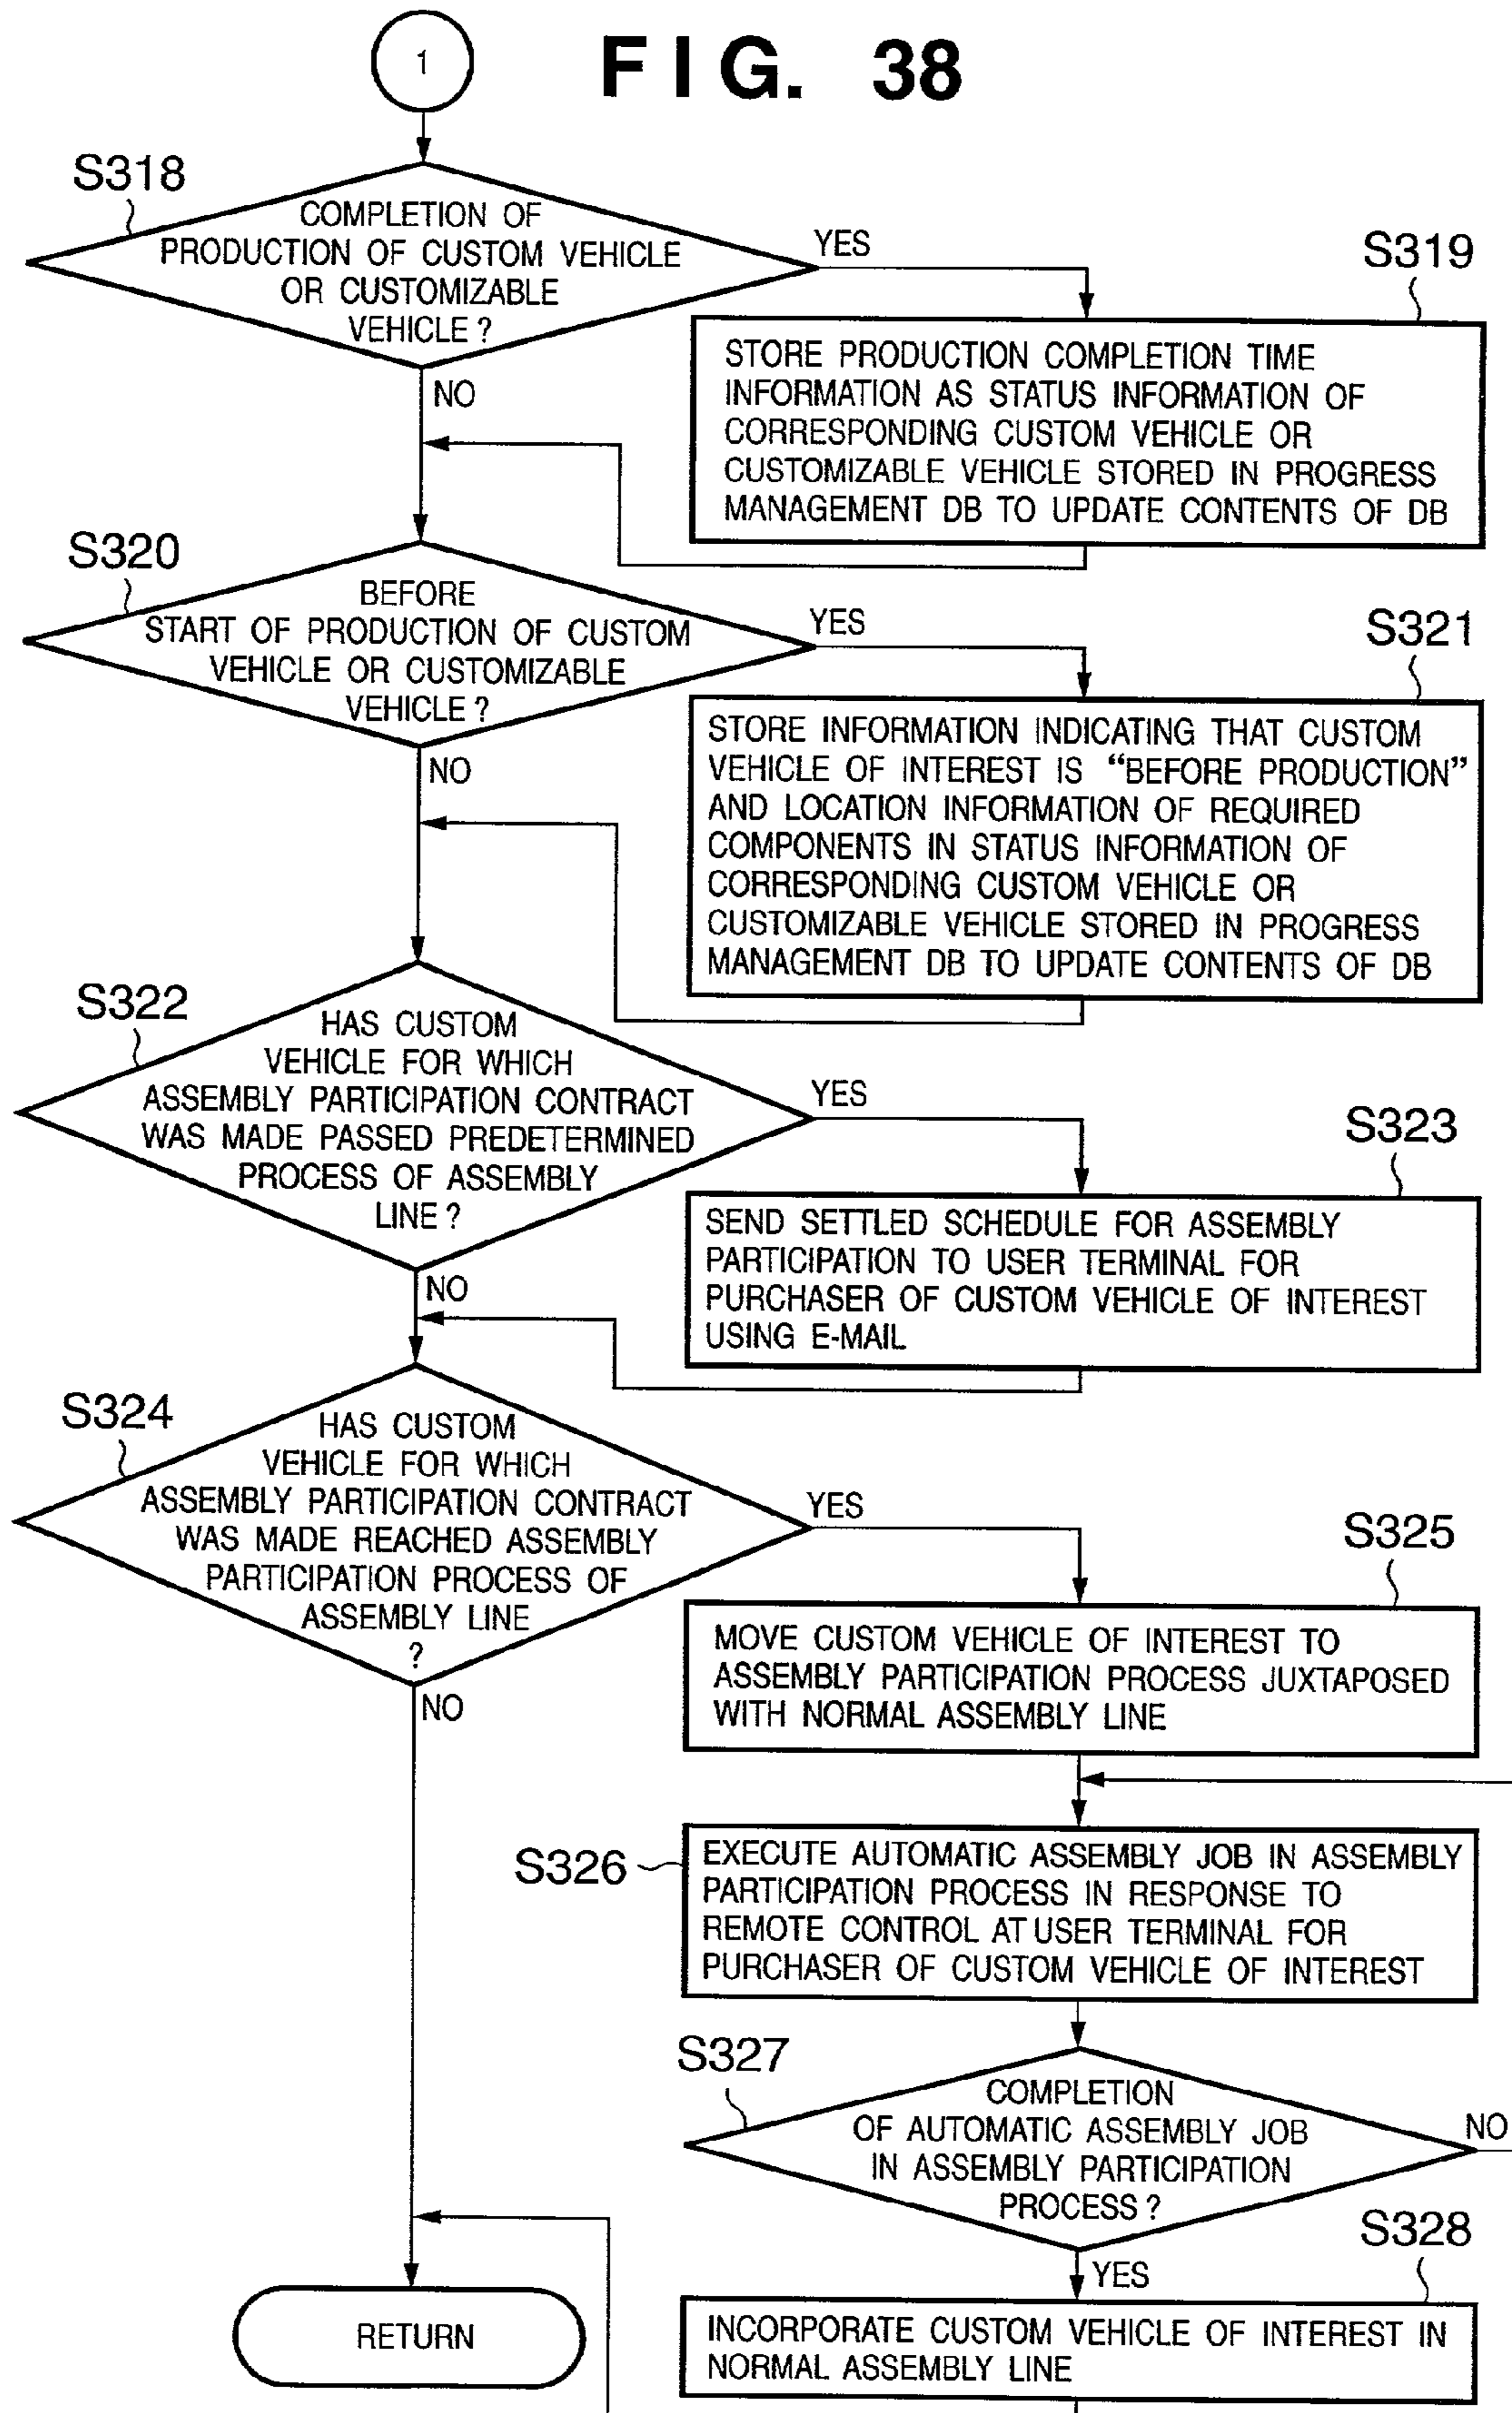 1
FIG. 38
S318
COMPLETION OF
PRODUCTION OF CUSTOM VEHICLE
OR CUSTOMIZABLE
VEHICLE?
YES
NO
S319
STORE PRODUCTION COMPLETION TIME
INFORMATION AS STATUS INFORMATION OF
CORRESPONDING CUSTOM VEHICLE OR
CUSTOMIZABLE VEHICLE STORED IN PROGRESS
MANAGEMENT DB TO UPDATE CONTENTS OF DB
S320
BEFORE
START OF PRODUCTION OF CUSTOM
VEHICLE OR CUSTOMIZABLE
VEHICLE?
YES
NO
S321
STORE INFORMATION INDICATING THAT CUSTOM
VEHICLE OF INTEREST IS “BEFORE PRODUCTION”
AND LOCATION INFORMATION OF REQUIRED
COMPONENTS IN STATUS INFORMATION OF
CORRESPONDING CUSTOM VEHICLE OR
CUSTOMIZABLE VEHICLE STORED IN PROGRESS
MANAGEMENT DB TO UPDATE CONTENTS OF DB
S322
HAS CUSTOM
VEHICLE FOR WHICH
ASSEMBLY PARTICIPATION CONTRACT
WAS MADE PASSED PREDETERMINED
PROCESS OF ASSEMBLY
LINE?
YES
NO
S323
SEND SETTLED SCHEDULE FOR ASSEMBLY
PARTICIPATION TO USER TERMINAL FOR
PURCHASER OF CUSTOM VEHICLE OF INTEREST
USING E-MAIL
S324
HAS CUSTOM
VEHICLE FOR WHICH
ASSEMBLY PARTICIPATION CONTRACT
WAS MADE REACHED ASSEMBLY
PARTICIPATION PROCESS OF
ASSEMBLY LINE
?
YES
NO
S325
MOVE CUSTOM VEHICLE OF INTEREST TO
ASSEMBLY PARTICIPATION PROCESS JUXTAPOSED
WITH NORMAL ASSEMBLY LINE
S326
EXECUTE AUTOMATIC ASSEMBLY JOB IN ASSEMBLY
PARTICIPATION PROCESS IN RESPONSE TO
REMOTE CONTROL AT USER TERMINAL FOR
PURCHASER OF CUSTOM VEHICLE OF INTEREST
S327
COMPLETION
OF AUTOMATIC ASSEMBLY JOB
IN ASSEMBLY PARTICIPATION
PROCESS?
NO
YES
S328
INCORPORATE CUSTOM VEHICLE OF INTEREST IN
NORMAL ASSEMBLY LINE
RETURN